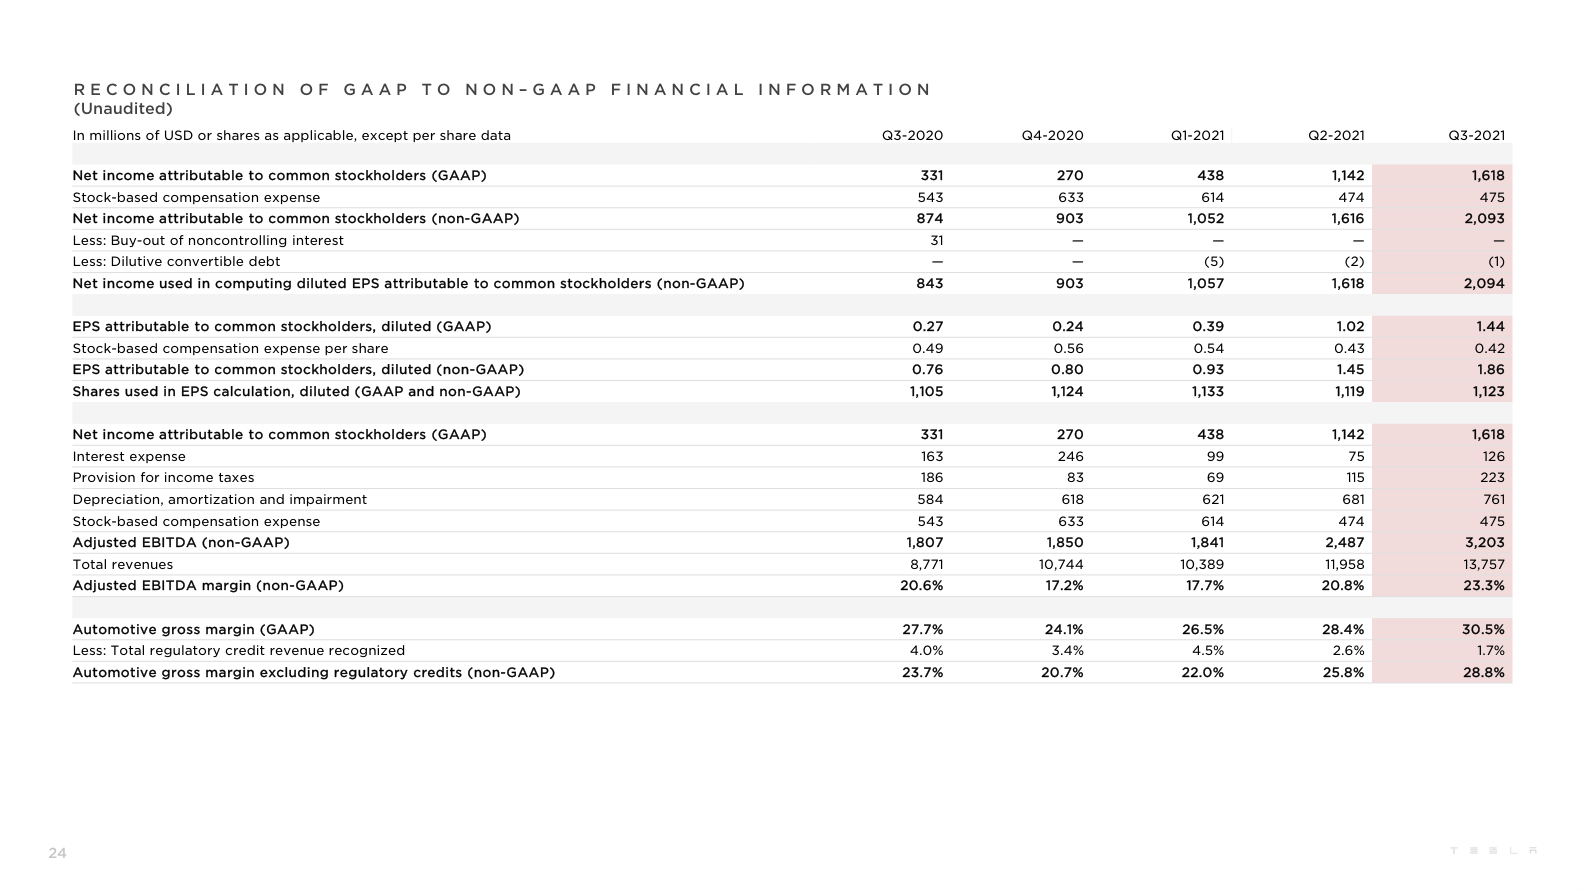 RECONCILIATION OF GAAP TO NON–GAAP FINANCIAL INFORMATION
(Unaudited)
In millions of USD or shares as applicable, except per share data Q3-2020 Q4-2020 Q1-2021 Q2-2021 Q3-2021
Net income attributable to common stockholders (GAAP) 331 270 438 1,142 1,618
Stock-based compensation expense 543 633 614 474 475
Net income attributable to common stockholders (non-GAAP) 874 903 1,052 1,616 2,093
Less: Buy-out of noncontrolling interest 31 — — — —
Less: Dilutive convertible debt — — (5) (2) (1)
Net income used in computing diluted EPS attributable to common stockholders (non-GAAP) 843 903 1,057 1,618 2,094
EPS attributable to common stockholders, diluted (GAAP) 0.27 0.24 0.39 1.02 1.44
Stock-based compensation expense per share 0.49 0.56 0.54 0.43 0.42
EPS attributable to common stockholders, diluted (non-GAAP) 0.76 0.80 0.93 1.45 1.86
Shares used in EPS calculation, diluted (GAAP and non-GAAP) 1,105 1,124 1,133 1,119 1,123
Net income attributable to common stockholders (GAAP) 331 270 438 1,142 1,618
Interest expense 163 246 99 75 126
Provision for income taxes 186 83 69 115 223
Depreciation, amortization and impairment 584 618 621 681 761
Stock-based compensation expense 543 633 614 474 475
Adjusted EBITDA (non-GAAP) 1,807 1,850 1,841 2,487 3,203
Total revenues 8,771 10,744 10,389 11,958 13,757
Adjusted EBITDA margin (non-GAAP) 20.6% 17.2% 17.7% 20.8% 23.3%
Automotive gross margin (GAAP) 27.7% 24.1% 26.5% 28.4% 30.5%
Less: Total regulatory credit revenue recognized 4.0% 3.4% 4.5% 2.6% 1.7%
Automotive gross margin excluding regulatory credits (non-GAAP) 23.7% 20.7% 22.0% 25.8% 28.8%
24
TESLA